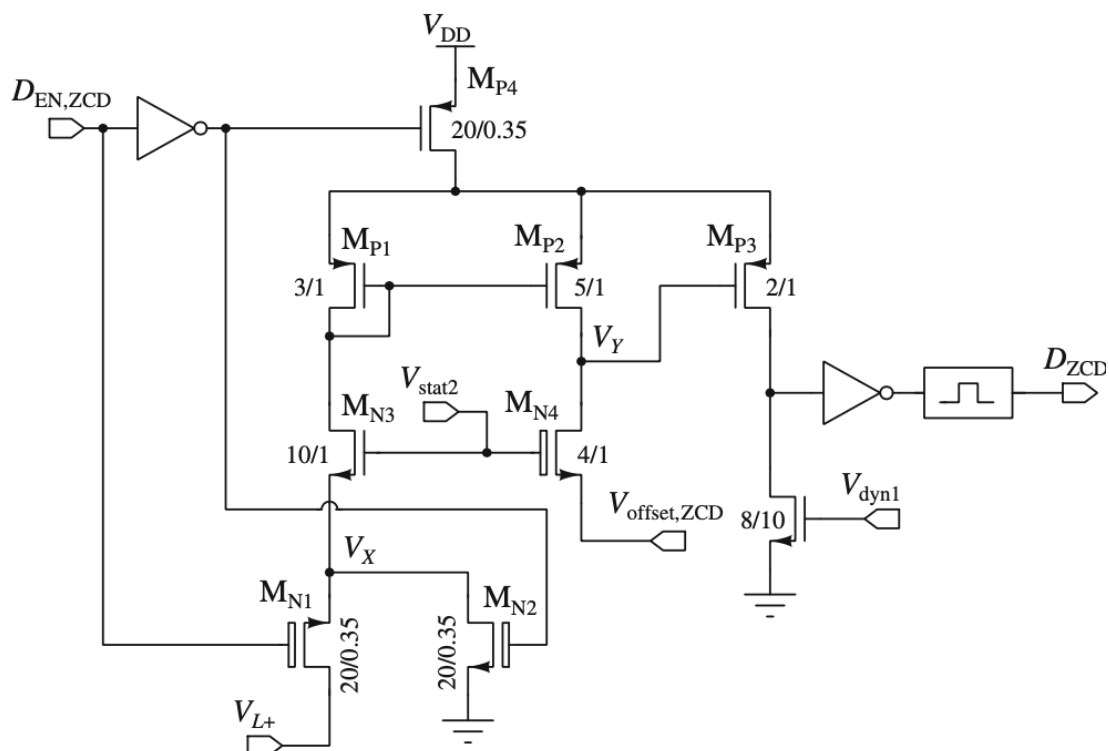 V_DD
M_P4
D_EN,ZCD
20/0.35
M_P1
M_P2
M_P3
3/1
5/1
2/1
V_Y
D_ZCD
V_stat2
M_N3
M_N4
10/1
4/1
V_dyn1
V_offset,ZCD
8/10
V_X
M_N1
M_N2
20/0.35
20/0.35
V_L+